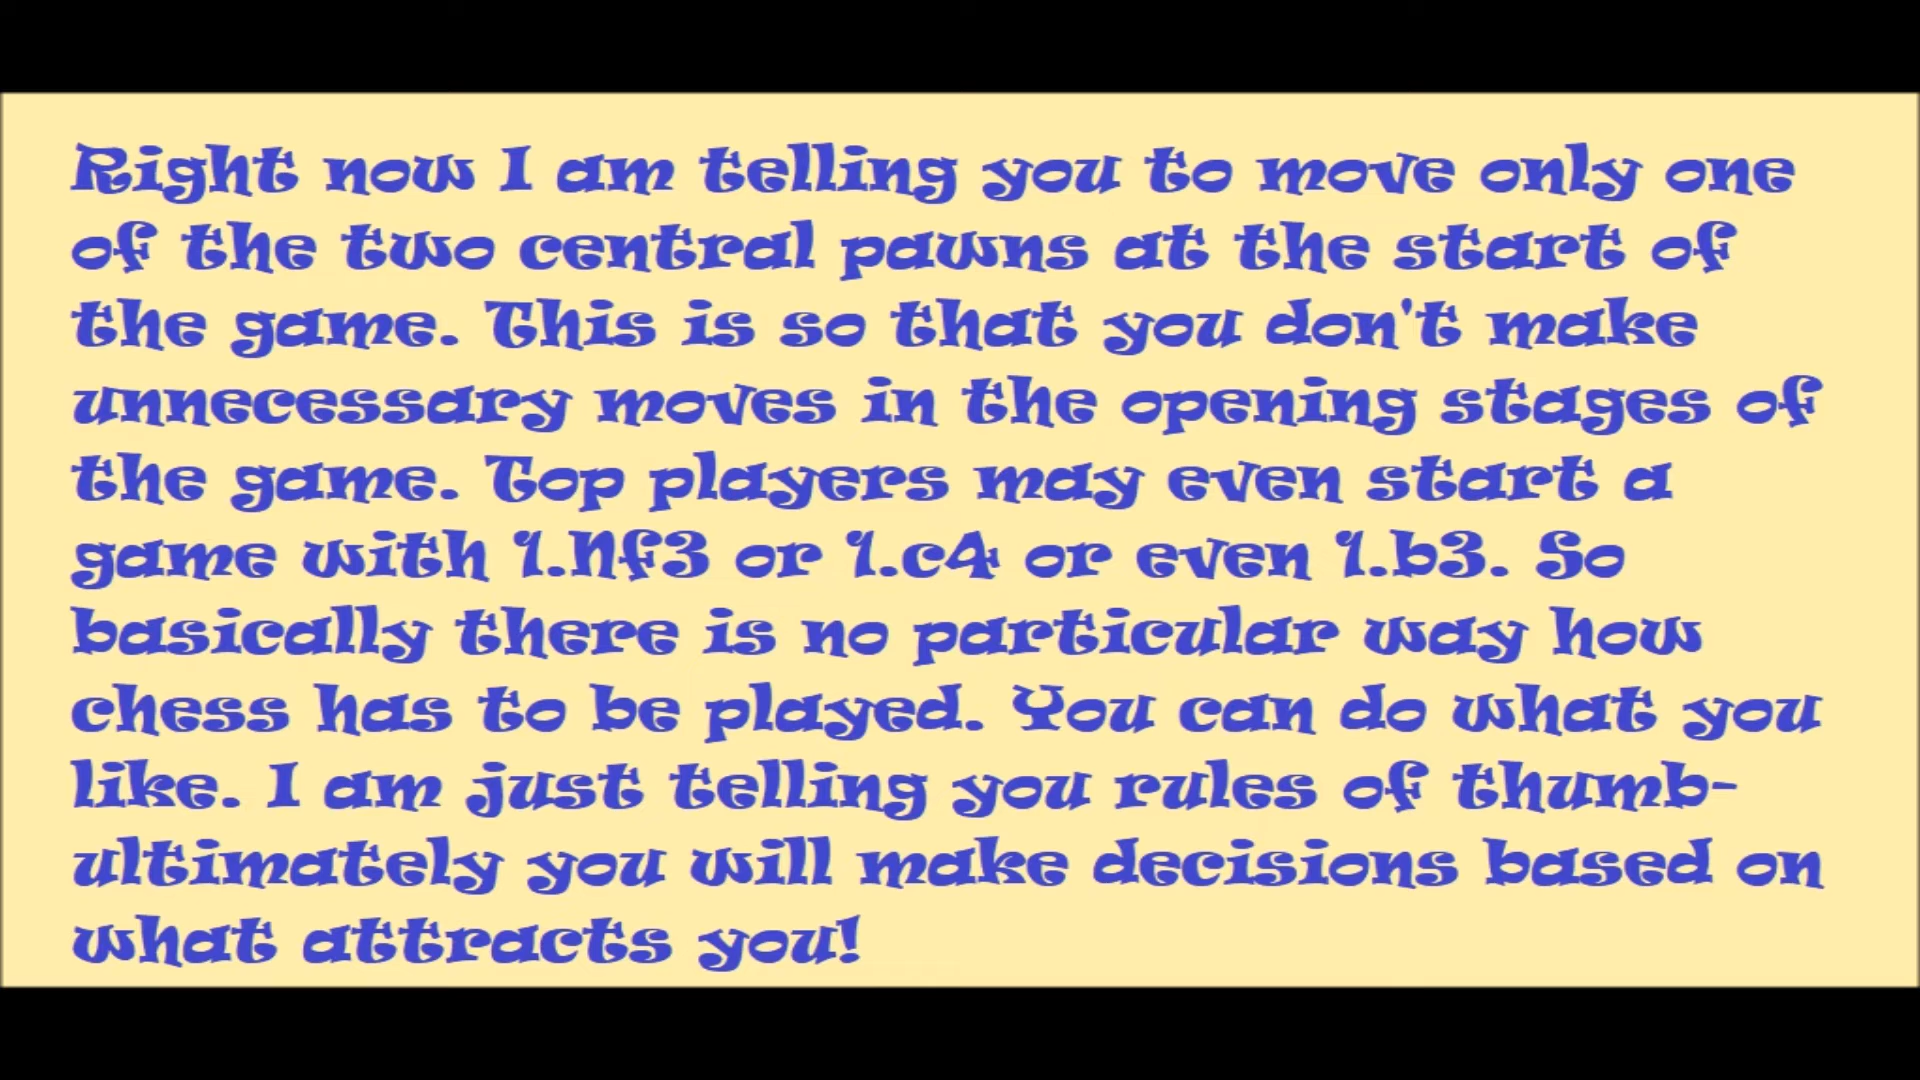 Right now I am telling you to move only one
of the two central pawns at the start of
the game. This is so that you don't make
unnecessary moves in the opening stages of
the game. Top players may even start a
game with 1.Nf3 or 1.c4 or even 1.b3. So
basically there is no particular way how
chess has to be played. You can do what you
like. I am just telling you rules of thumb-
ultimately you will make decisions based on
what attracts you!